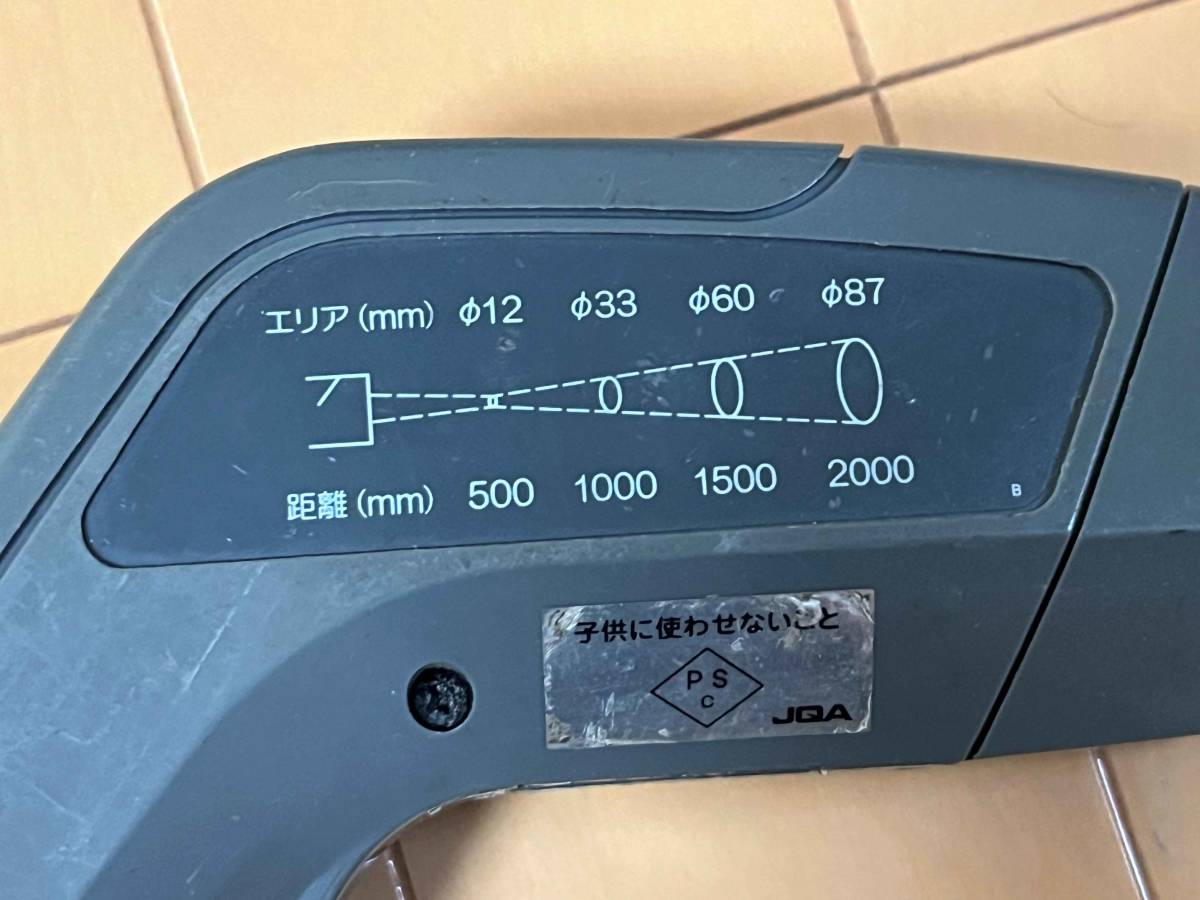 エリア(mm) φ12 φ33 φ60 φ87
距離(mm) 500 1000 1500 2000
B
子供に使わせないこと
PS
C
JQA